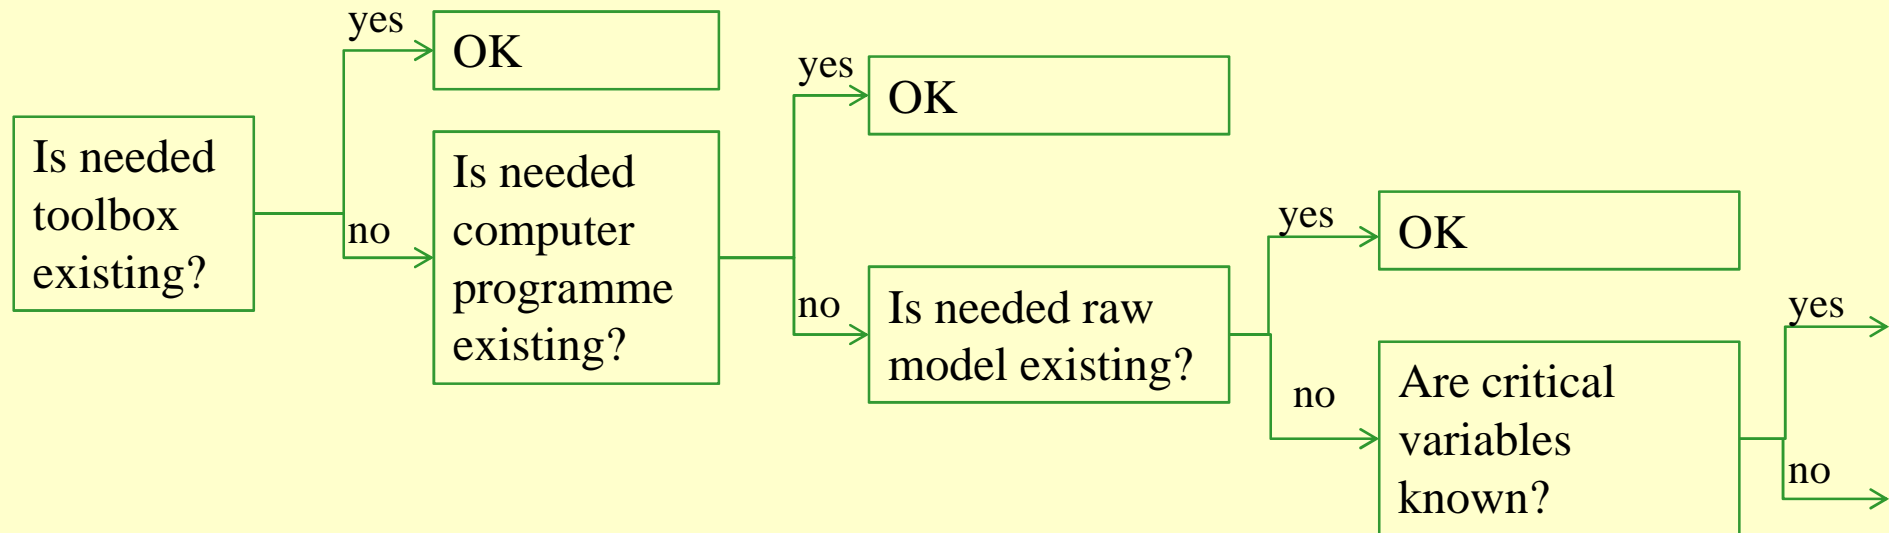 yes
OK
Is needed
toolbox
existing?
no
Is needed
computer
programme
existing?
yes
OK
no
Is needed raw
model existing?
yes
OK
no
Are critical
variables
known?
yes
no